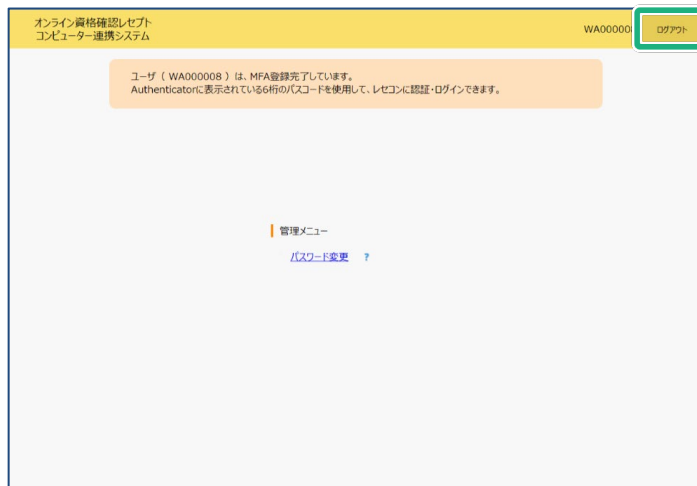 オンライン資格確認レセプト
コンピューター連携システム
WA000008
ログアウト
ユーザ（ WA000008 ）は、MFA登録完了しています。
Authenticatorに表示されている6桁のパスコードを使用して、レセコンに認証・ログインできます。
管理メニュー
パスワード変更 ?